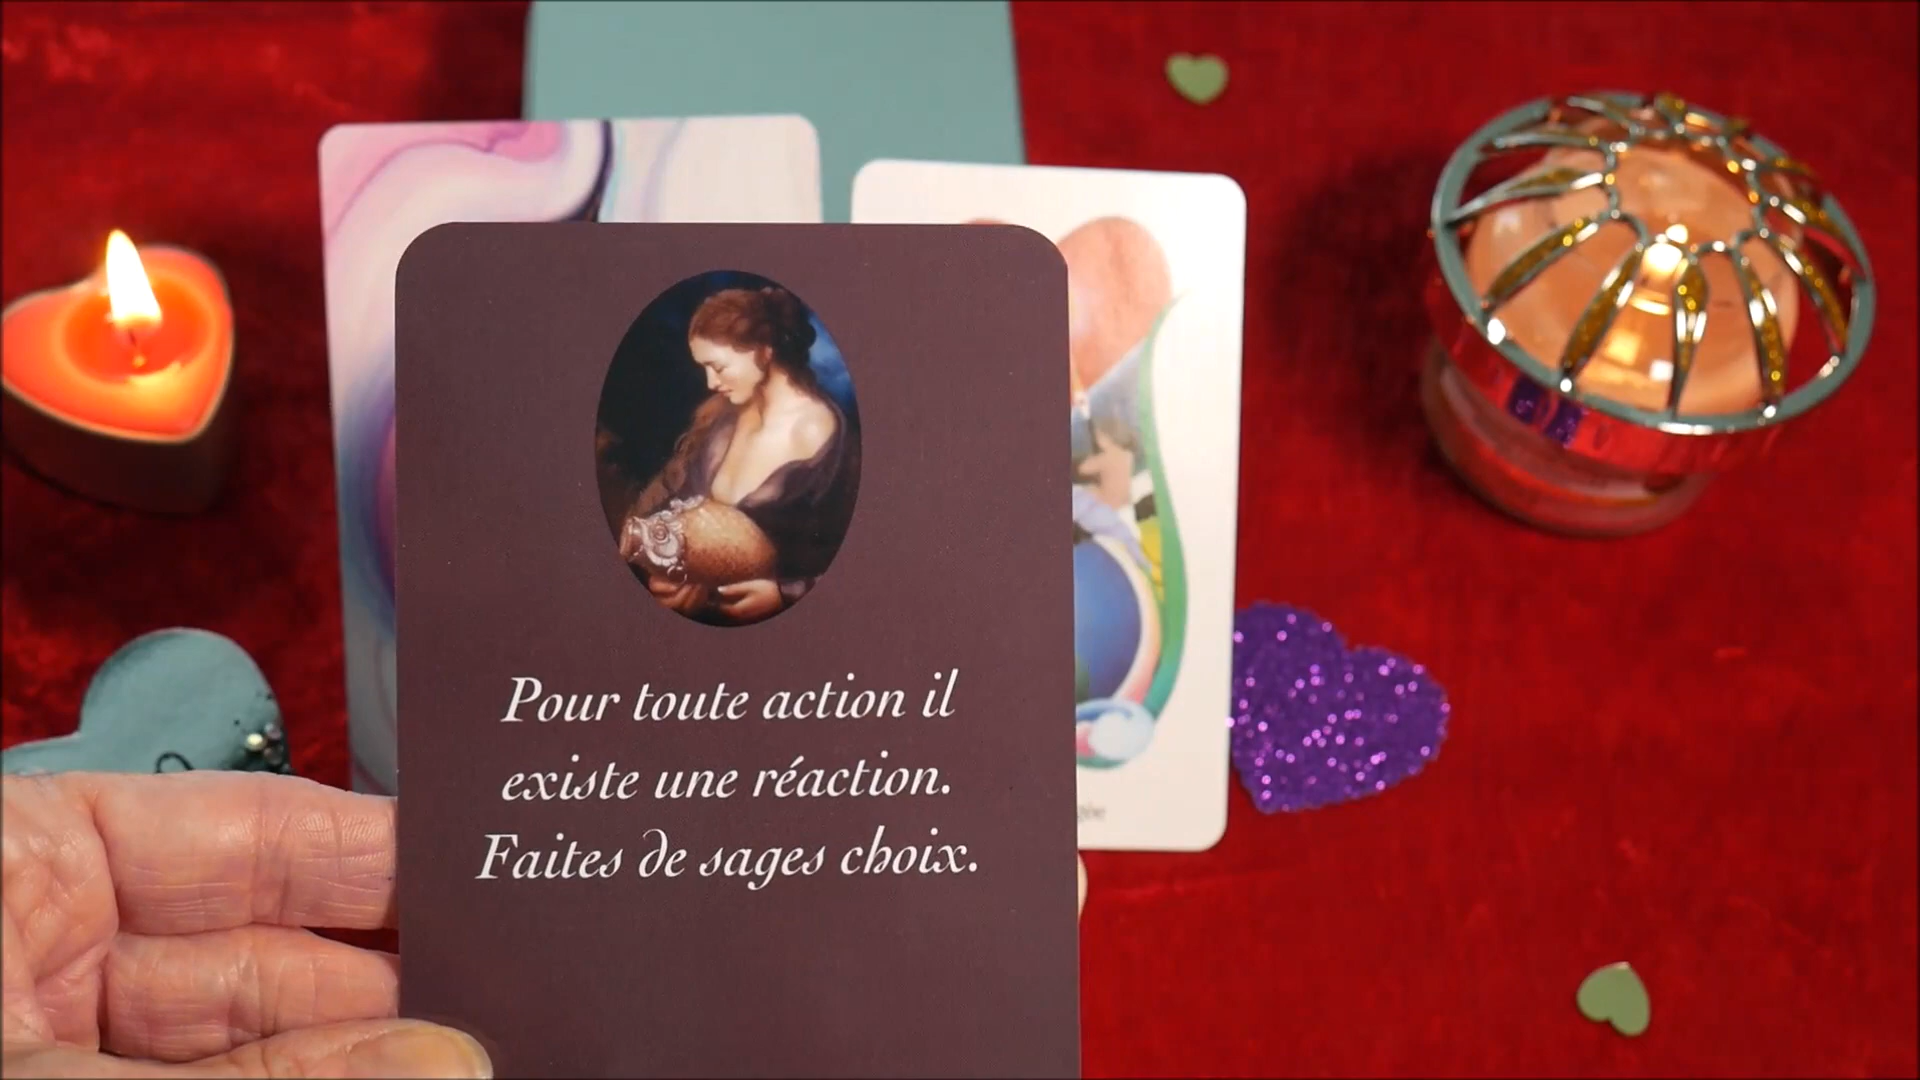 Pour toute action il
existe une réaction.
Faites de sages choix.